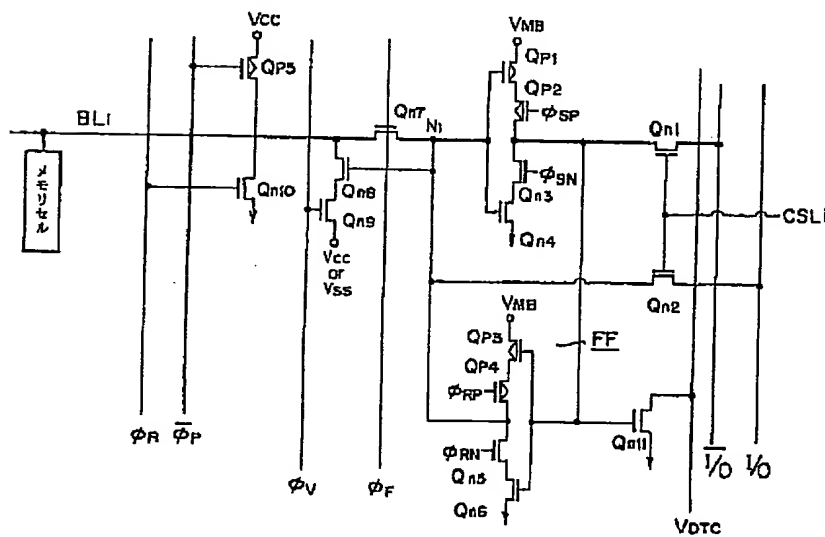 VCC
VMB
QP5
QP1
QP2
φSP
BLi
Qn7
N1
Qn1
メモリセル
Qn10
Qn8
φSN
Qn3
Qn9
Qn4
CSLi
VCC
or
VSS
Qn2
VMB
QP3
FF
QP4
φRP
φR
φP
Qn11
φRN
I/O
I/O
Qn5
φV
φF
Qn6
VDTC